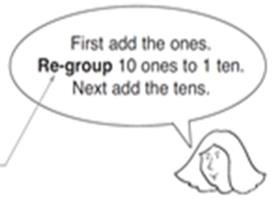 First add the ones.
Re-group 10 ones to 1 ten.
Next add the tens.